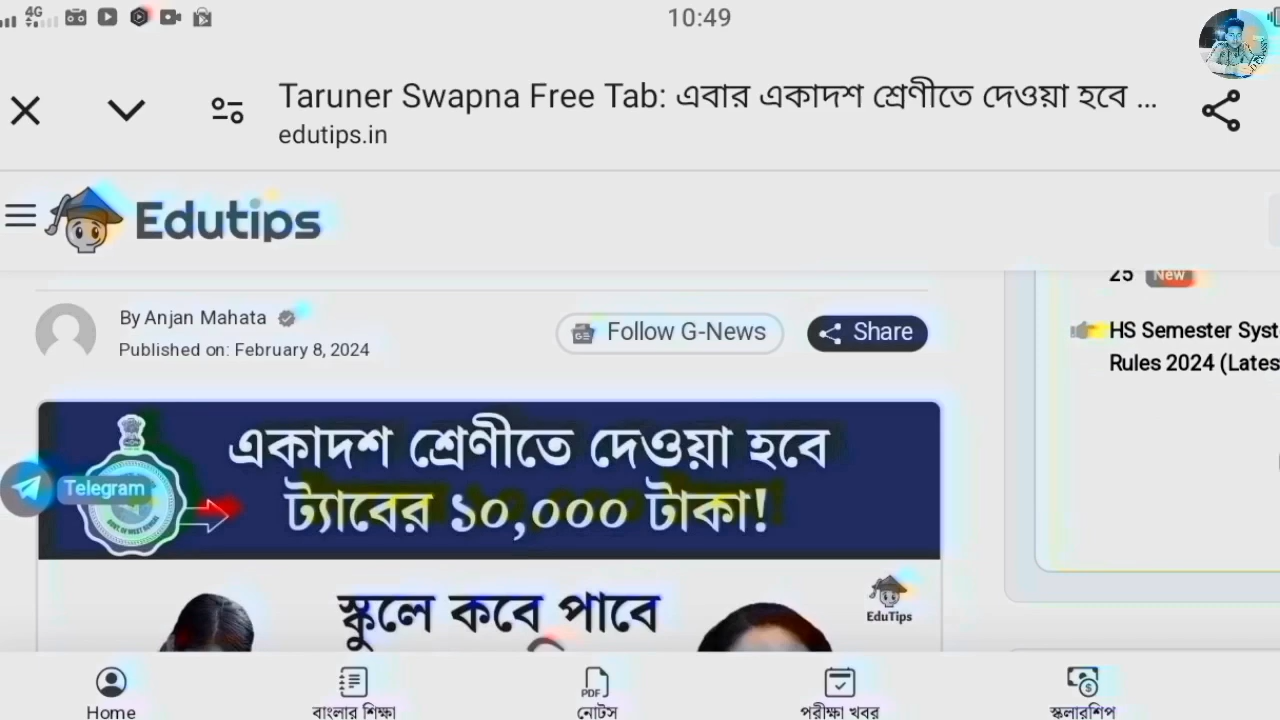 4G
10:49
Taruner Swapna Free Tab: এবার একাদশ শ্রেণীতে দেওয়া হবে ...
edutips.in
Edutips
25 New
By Anjan Mahata
Published on: February 8, 2024
Follow G-News
Share
HS Semester Syst
Rules 2024 (Lates
একাদশ শ্রেণীতে দেওয়া হবে
ট্যাবের ১০,০০০ টাকা!
Telegram
স্কুলে কবে পাবে
EduTips
Home
বাংলার শিক্ষা
PDF
নোটস
পরীক্ষা খবর
স্কলারশিপ